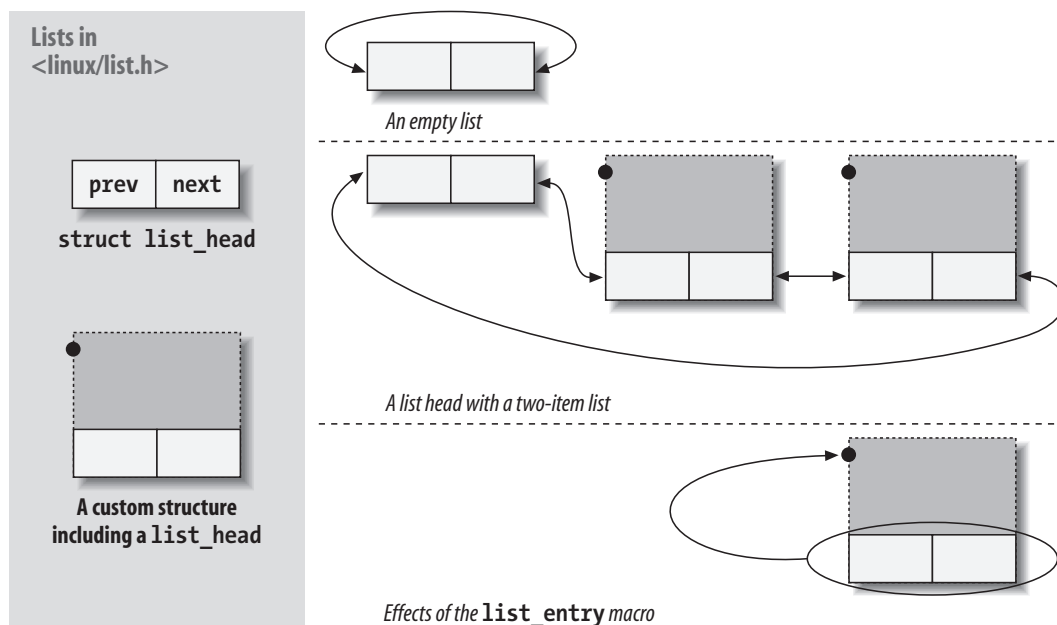 Lists in
<linux/list.h>
prev next
struct list_head
A custom structure
including a list_head
An empty list
A list head with a two-item list
Effects of the list_entry macro